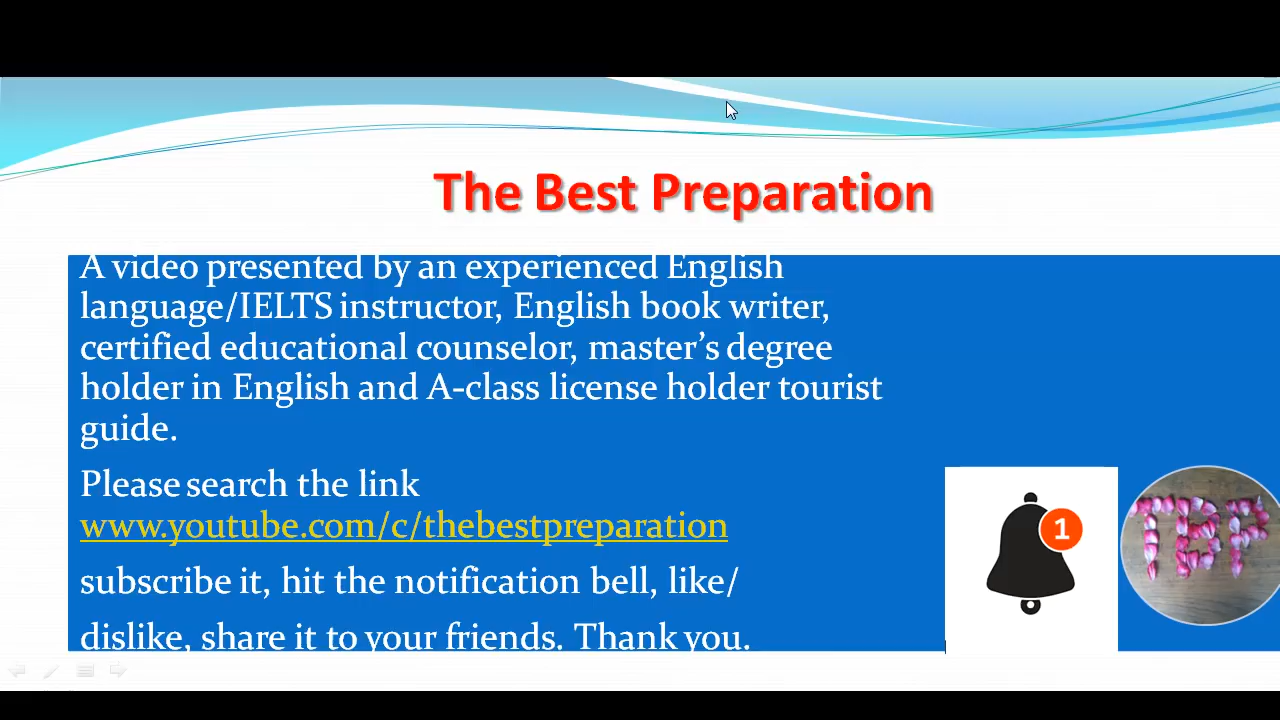 The Best Preparation
A video presented by an experienced English
language/IELTS instructor, English book writer,
certified educational counselor, master's degree
holder in English and A-class license holder tourist
guide.
Please search the link
www.youtube.com/c/thebestpreparation
subscribe it, hit the notification bell, like/
dislike, share it to your friends. Thank you.
1
TBP